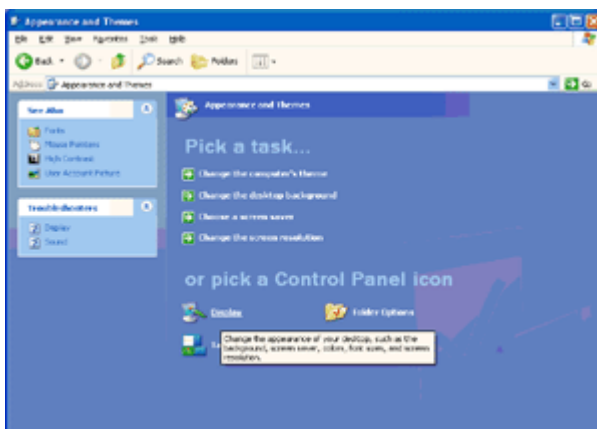 Appearance and Themes
File Edit View Favorites Tools Help
Back Search Folders
Address Appearance and Themes Go
See Also
Fonts
Mouse Pointers
High Contrast
User Account Picture
Troubleshooters
Display
Sound
Appearance and Themes
Pick a task...
Change the computer's theme
Change the desktop background
Choose a screen saver
Change the screen resolution
or pick a Control Panel icon
Display Folder Options
Change the appearance of your desktop, such as the
background, screen saver, colors, font sizes, and screen
resolution.